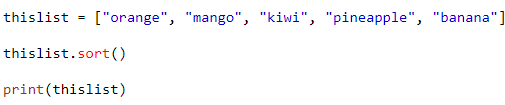 thislist = ["orange", "mango", "kiwi", "pineapple", "banana"]
thislist.sort()
print(thislist)